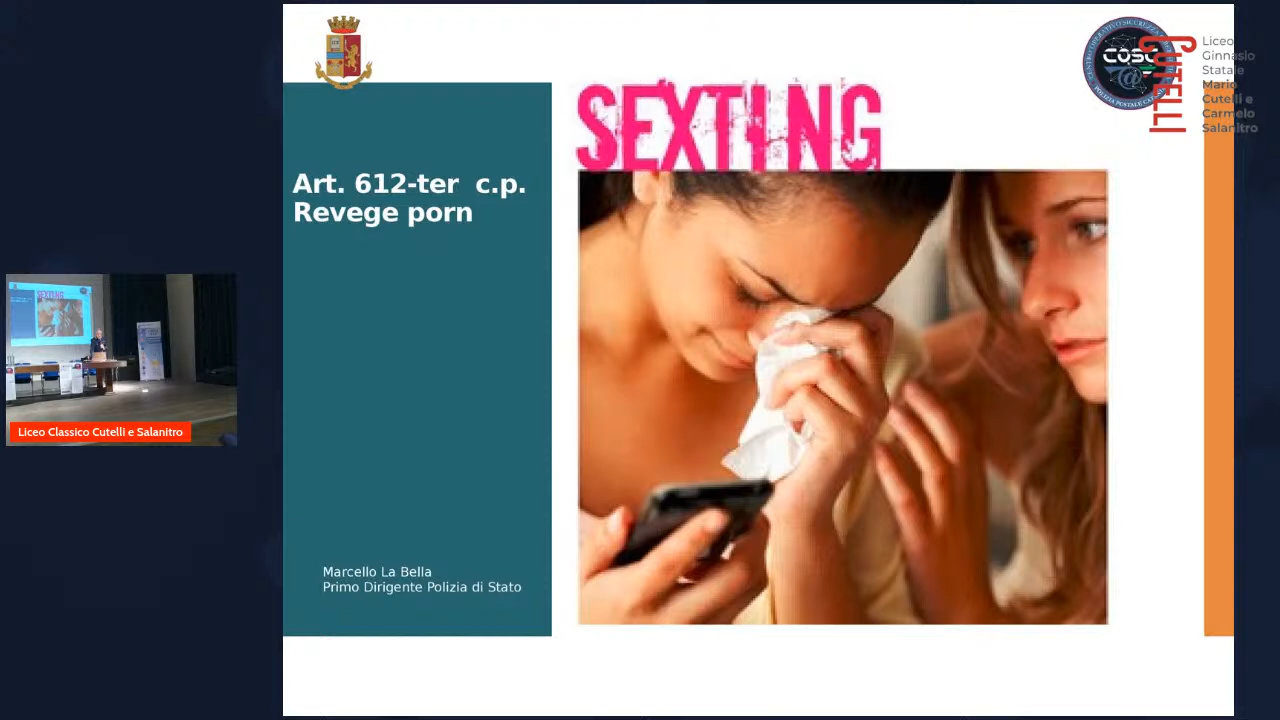 SEXTING
Art. 612-ter c.p.
Revege porn
Marcello La Bella
Primo Dirigente Polizia di Stato
CUTELLI
Liceo
Ginnasio
Statale
Mario
Cutelli e
Carmelo
Salanitro
SEXTING
Liceo Classico Cutelli e Salanitro